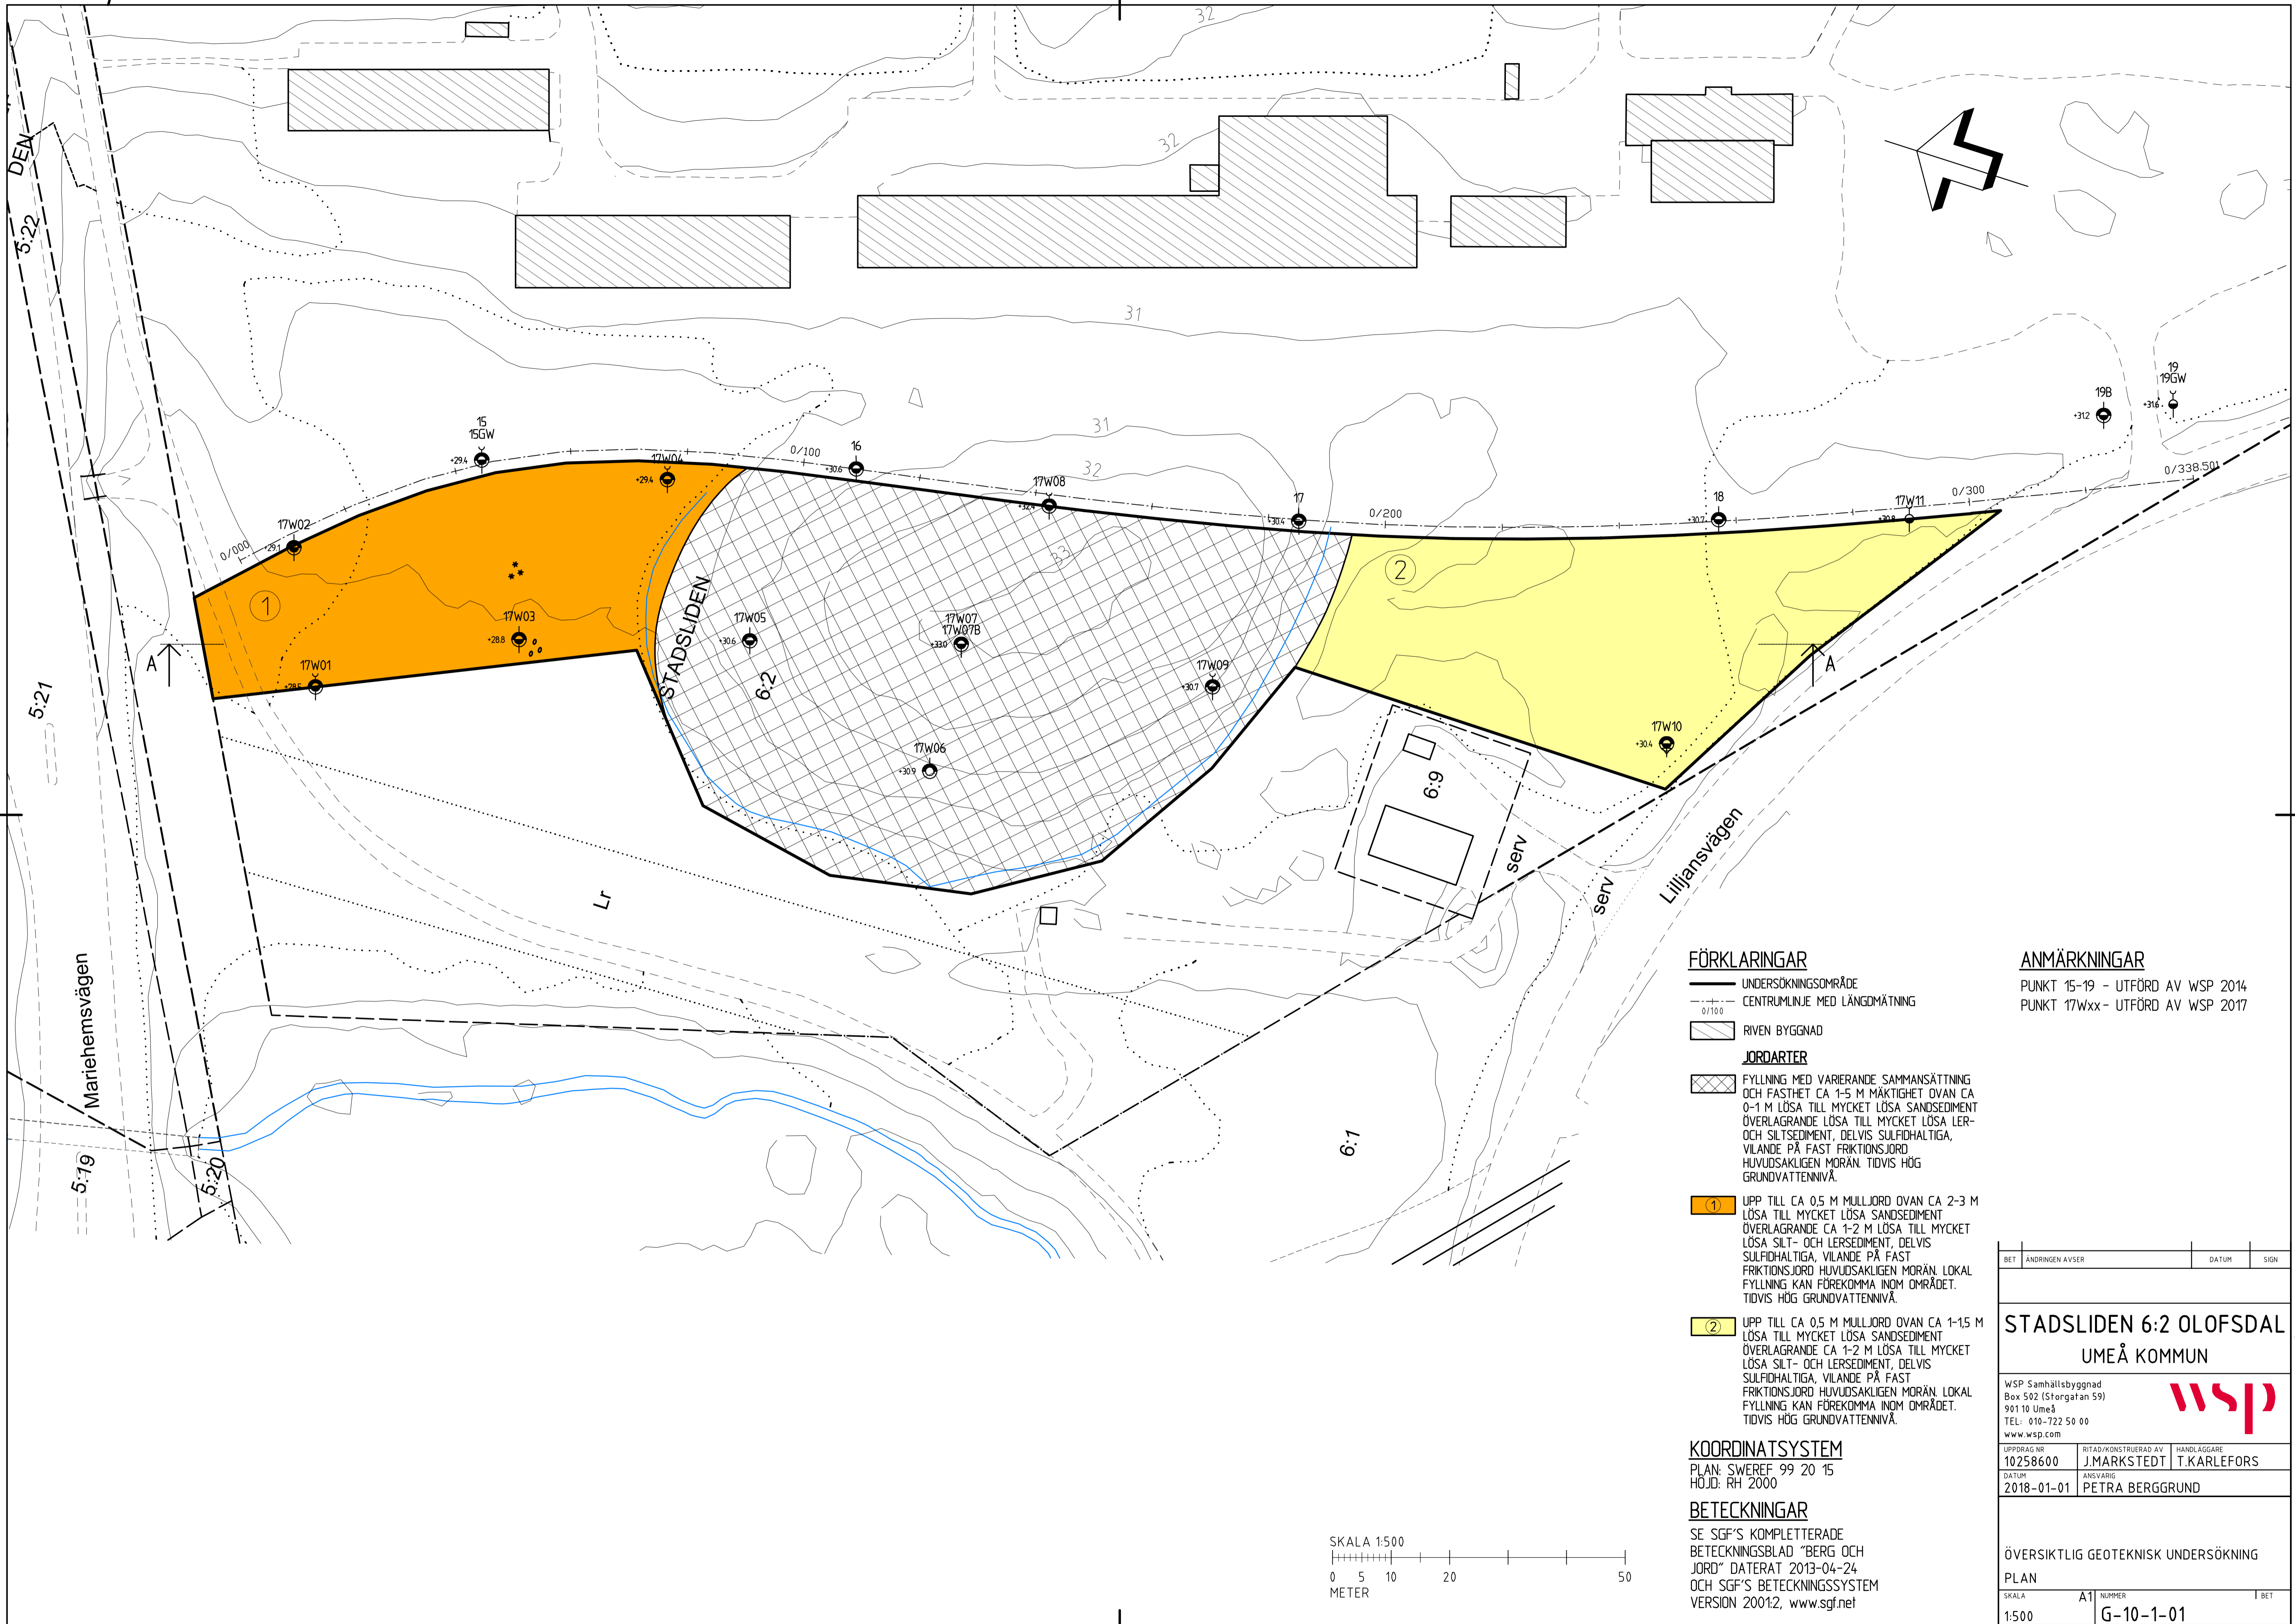 32
32
31
DEN
5:22
5:21
19
19GW
+31.6
19B
+31.2
15
15GW
+29.4
16
+30.6
0/100
31
32
33
17W04
+29.4
17W08
+32.4
17
+30.4
0/200
18
+30.7
17W11
+30.8
0/300
0/338.501
17W02
+29.1
0/000
1
2
17W03
+28.8
17W01
+28.5
A
A
STADSLIDEN
6:2
17W05
+30.6
17W07
17W07B
+33.0
17W09
+30.7
17W06
+30.9
17W10
+30.4
6:9
serv
serv
Lilljansvägen
Lr
Mariehemsvägen
5:19
5:20
6:1
FÖRKLARINGAR
UNDERSÖKNINGSOMRÅDE
CENTRUMLINJE MED LÄNGDMÄTNING
0/100
RIVEN BYGGNAD
JORDARTER
FYLLNING MED VARIERANDE SAMMANSÄTTNING
OCH FASTHET CA 1-5 M MÄKTIGHET OVAN CA
0-1 M LÖSA TILL MYCKET LÖSA SANDSEDIMENT
ÖVERLAGRANDE LÖSA TILL MYCKET LÖSA LER-
OCH SILTSEDIMENT, DELVIS SULFIDHALTIGA,
VILANDE PÅ FAST FRIKTIONSJORD
HUVUDSAKLIGEN MORÄN. TIDVIS HÖG
GRUNDVATTENNIVÅ.
1
UPP TILL CA 0,5 M MULLJORD OVAN CA 2-3 M
LÖSA TILL MYCKET LÖSA SANDSEDIMENT
ÖVERLAGRANDE CA 1-2 M LÖSA TILL MYCKET
LÖSA SILT- OCH LERSEDIMENT, DELVIS
SULFIDHALTIGA, VILANDE PÅ FAST
FRIKTIONSJORD HUVUDSAKLIGEN MORÄN. LOKAL
FYLLNING KAN FÖREKOMMA INOM OMRÅDET.
TIDVIS HÖG GRUNDVATTENNIVÅ.
2
UPP TILL CA 0,5 M MULLJORD OVAN CA 1-1,5 M
LÖSA TILL MYCKET LÖSA SANDSEDIMENT
ÖVERLAGRANDE CA 1-2 M LÖSA TILL MYCKET
LÖSA SILT- OCH LERSEDIMENT, DELVIS
SULFIDHALTIGA, VILANDE PÅ FAST
FRIKTIONSJORD HUVUDSAKLIGEN MORÄN. LOKAL
FYLLNING KAN FÖREKOMMA INOM OMRÅDET.
TIDVIS HÖG GRUNDVATTENNIVÅ.
KOORDINATSYSTEM
PLAN: SWEREF 99 20 15
HÖJD: RH 2000
BETECKNINGAR
SE SGF'S KOMPLETTERADE
BETECKNINGSBLAD "BERG OCH
JORD" DATERAT 2013-04-24
OCH SGF'S BETECKNINGSSYSTEM
VERSION 2001:2, www.sgf.net
ANMÄRKNINGAR
PUNKT 15-19 - UTFÖRD AV WSP 2014
PUNKT 17Wxx - UTFÖRD AV WSP 2017
SKALA 1:500
0 5 10 20 50
METER
BET ÄNDRINGEN AVSER DATUM SIGN
STADSLIDEN 6:2 OLOFSDAL
UMEÅ KOMMUN
WSP Samhällsbyggnad
Box 502 (Storgatan 59)
901 10 Umeå
TEL: 010-722 50 00
www.wsp.com
wsp
UPPDRAG NR RITAD/KONSTRUERAD AV HANDLÄGGARE
10258600 J.MARKSTEDT T.KARLEFORS
DATUM ANSVARIG
2018-01-01 PETRA BERGGRUND
ÖVERSIKTLIG GEOTEKNISK UNDERSÖKNING
PLAN
SKALA A1 NUMMER BET
1:500 G-10-1-01